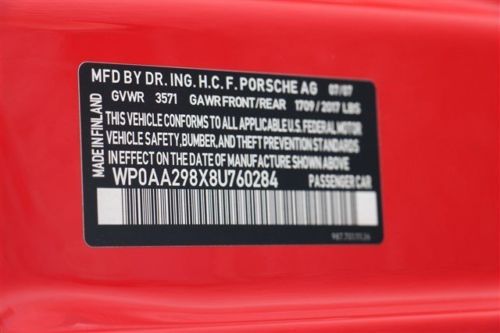 MFD BY DR. ING. H.C. F. PORSCHE AG 07/07
GVWR 3571 GAWR FRONT/REAR 1709/2017 LBS
THIS VEHICLE CONFORMS TO ALL APPLICABLE U.S. FEDERAL MOTOR
VEHICLE SAFETY, BUMPER, AND THEFT PREVENTION STANDARDS
IN EFFECT ON THE DATE OF MANUFACTURE SHOWN ABOVE
WP0AA298X8U760284 PASSENGER CAR
MADE IN FINLAND